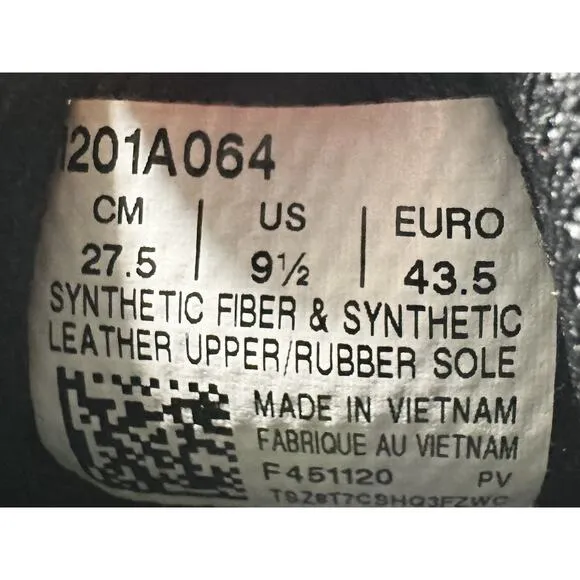 1201A064
CM | US | EURO
27.5 | 9½ | 43.5
SYNTHETIC FIBER & SYNTHETIC
LEATHER UPPER/RUBBER SOLE
MADE IN VIETNAM
FABRIQUE AU VIETNAM
F451120 PV